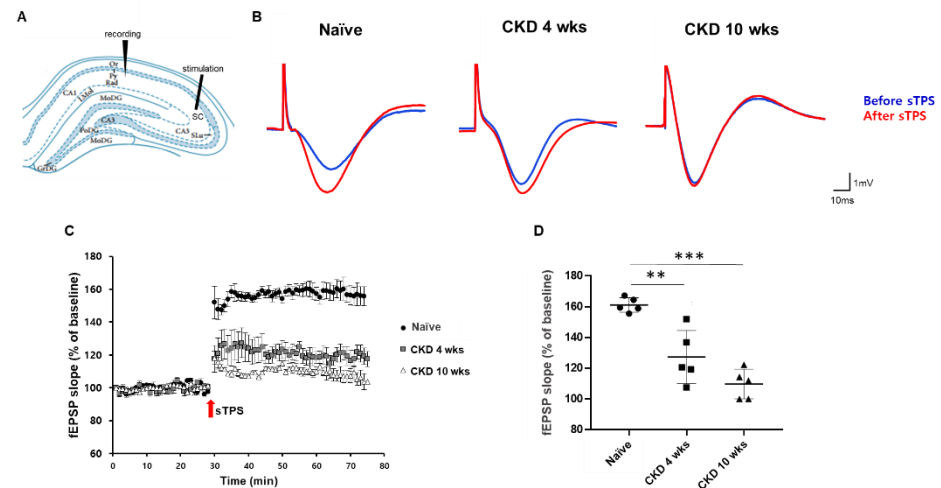 A
recording
stimulation
Or
Py
Rad
CA1
LMol
MoDG
SC
CA3
CA3
SLu
PoDG
MoDG
GrDG
B
Naïve
CKD 4 wks
CKD 10 wks
Before sTPS
After sTPS
1mV
10ms
C
fEPSP slope (% of baseline)
160
140
120
100
80
60
0
10
20
30
40
50
60
70
80
Time (min)
sTPS
Naïve
CKD 4 wks
CKD 10 wks
D
***
**
fEPSP slope (% of baseline)
180
160
140
120
100
80
Naïve
CKD 4 wks
CKD 10 wks